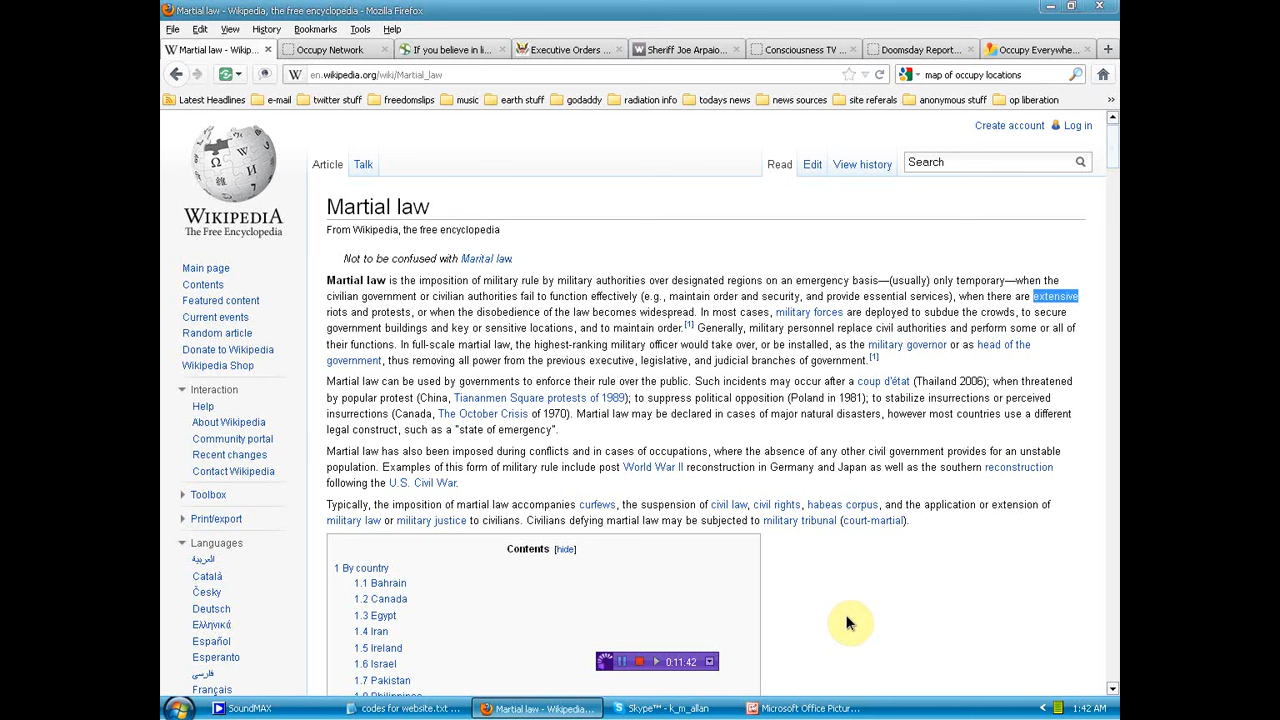 Martial law - Wikipedia, the free encyclopedia - Mozilla Firefox
File Edit View History Bookmarks Tools Help
Martial law - Wikip... Occupy Network If you believe in li... Executive Orders ... Sheriff Joe Arpaio... Consciousness TV ... Doomsday Report... Occupy Everywhe...
en.wikipedia.org/wiki/Martial_law map of occupy locations
Latest Headlines e-mail twitter stuff freedomslips music earth stuff godaddy radiation info todays news news sources site referals anonymous stuff op liberation »
Create account Log in
Article Talk Read Edit View history Search
WIKIPEDIA
The Free Encyclopedia
Main page
Contents
Featured content
Current events
Random article
Donate to Wikipedia
Wikipedia Shop
Interaction
Help
About Wikipedia
Community portal
Recent changes
Contact Wikipedia
Toolbox
Print/export
Languages
العربية
Català
Česky
Deutsch
Ελληνικά
Español
Esperanto
فارسی
Français
Martial law
From Wikipedia, the free encyclopedia
Not to be confused with Marital law.
Martial law is the imposition of military rule by military authorities over designated regions on an emergency basis—(usually) only temporary—when the
civilian government or civilian authorities fail to function effectively (e.g., maintain order and security, and provide essential services), when there are extensive
riots and protests, or when the disobedience of the law becomes widespread. In most cases, military forces are deployed to subdue the crowds, to secure
government buildings and key or sensitive locations, and to maintain order.[1] Generally, military personnel replace civil authorities and perform some or all of
their functions. In full-scale martial law, the highest-ranking military officer would take over, or be installed, as the military governor or as head of the
government, thus removing all power from the previous executive, legislative, and judicial branches of government.[1]
Martial law can be used by governments to enforce their rule over the public. Such incidents may occur after a coup d'état (Thailand 2006); when threatened
by popular protest (China, Tiananmen Square protests of 1989); to suppress political opposition (Poland in 1981); to stabilize insurrections or perceived
insurrections (Canada, The October Crisis of 1970). Martial law may be declared in cases of major natural disasters, however most countries use a different
legal construct, such as a "state of emergency".
Martial law has also been imposed during conflicts and in cases of occupations, where the absence of any other civil government provides for an unstable
population. Examples of this form of military rule include post World War II reconstruction in Germany and Japan as well as the southern reconstruction
following the U.S. Civil War.
Typically, the imposition of martial law accompanies curfews, the suspension of civil law, civil rights, habeas corpus, and the application or extension of
military law or military justice to civilians. Civilians defying martial law may be subjected to military tribunal (court-martial).
Contents [hide]
1 By country
1.1 Bahrain
1.2 Canada
1.3 Egypt
1.4 Iran
1.5 Ireland
1.6 Israel
1.7 Pakistan
1.8 Philippines
0:11:42
SoundMAX codes for website.txt ... Martial law - Wikipedia... Skype™ - k_m_allan Microsoft Office Pictur... 1:42 AM